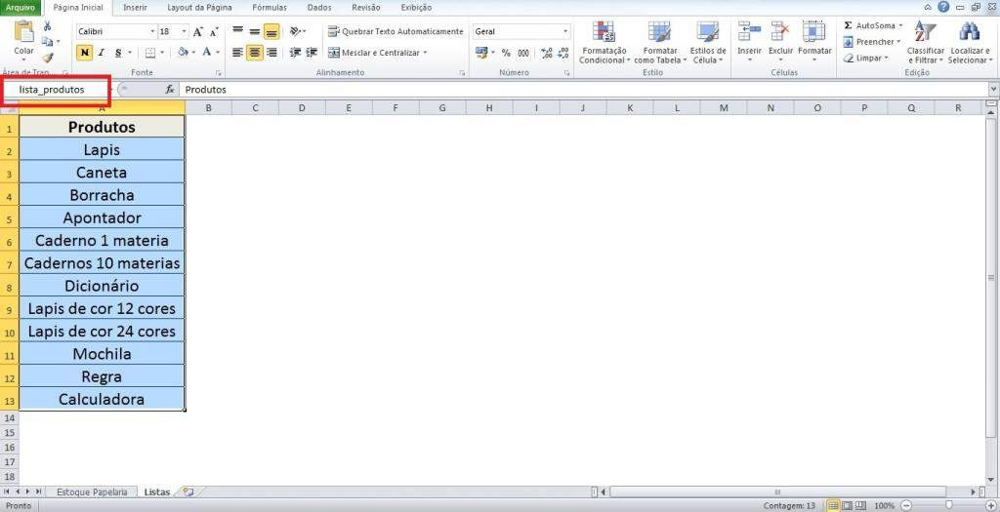 Arquivo Página Inicial Inserir Layout da Página Fórmulas Dados Revisão Exibição
Colar
Calibri 18 A A
N I S A
Quebrar Texto Automaticamente
Mesclar e Centralizar
Geral
% 000
Formatação Condicional
Formatar como Tabela
Estilos de Célula
Inserir Excluir Formatar
Σ AutoSoma
Preencher
Limpar
Classificar e Filtrar
Localizar e Selecionar
Área de Tran... Fonte Alinhamento Número Estilo Células Edição
lista_produtos fx Produtos
A B C D E F G H I J K L M N O P Q R
1 Produtos
2 Lapis
3 Caneta
4 Borracha
5 Apontador
6 Caderno 1 materia
7 Cadernos 10 materias
8 Dicionário
9 Lapis de cor 12 cores
10 Lapis de cor 24 cores
11 Mochila
12 Regra
13 Calculadora
14
15
16
17
18
Estoque Papelaria Listas
Pronto Contagem: 13 100%